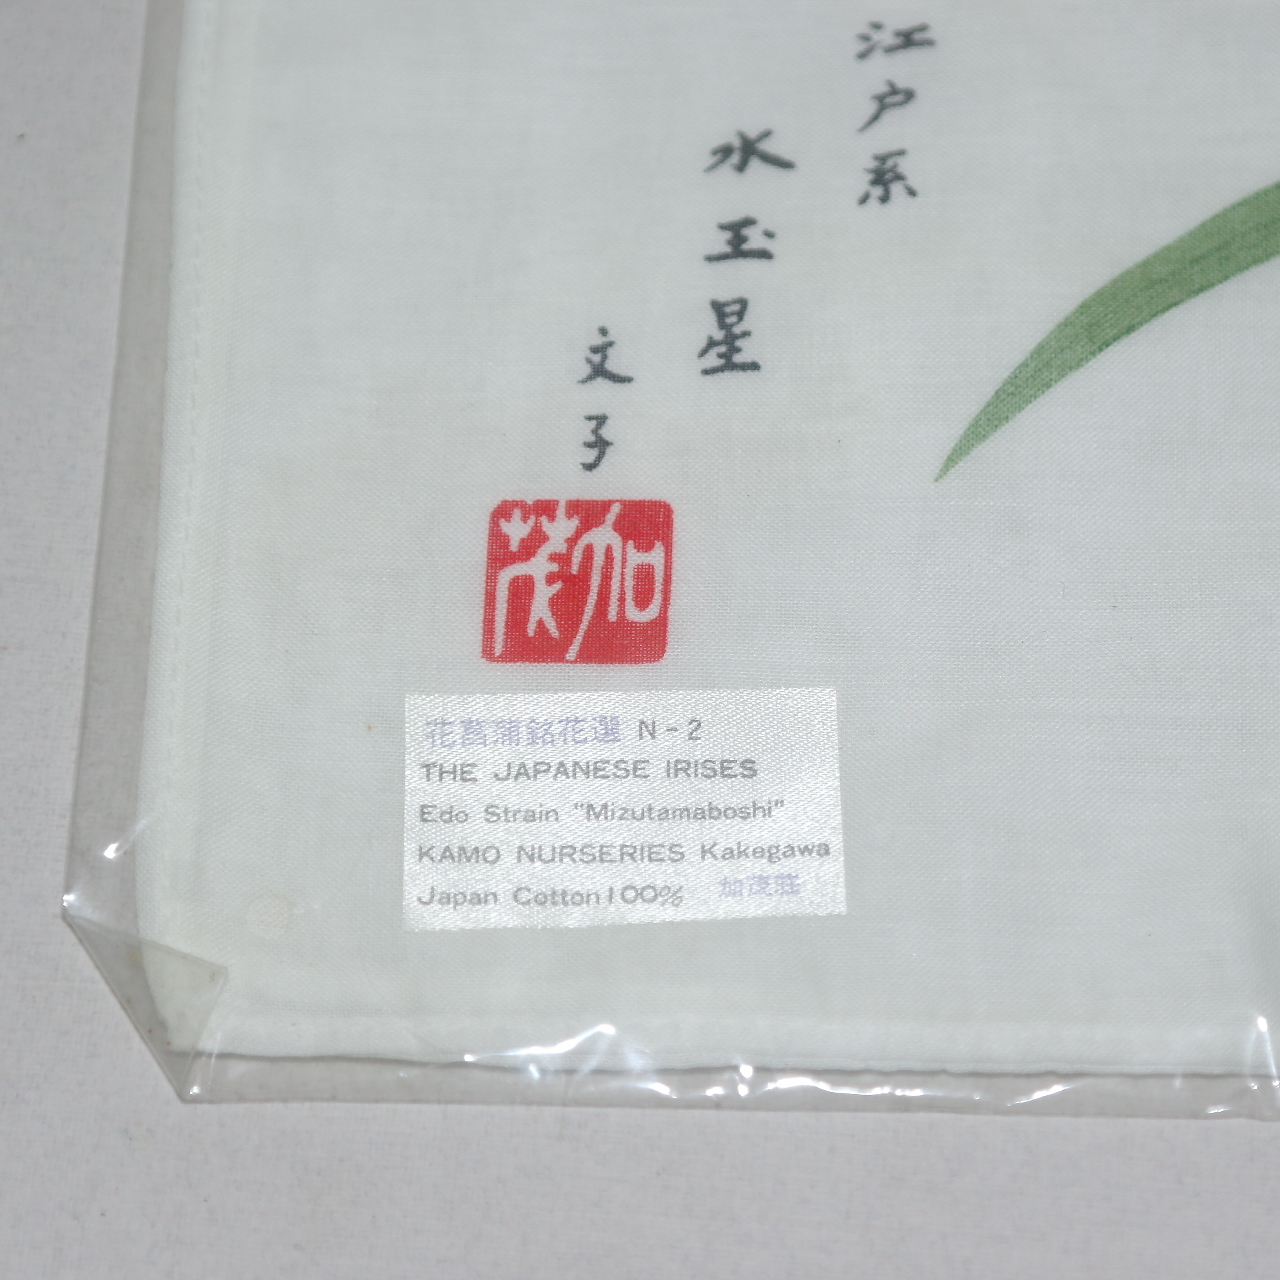 江戸系
水玉星
文子
加茂
花菖蒲銘花選 N-2
THE JAPANESE IRISES
Edo Strain "Mizutamaboshi"
KAMO NURSERIES Kakegawa
Japan Cotton100% 加茂荘